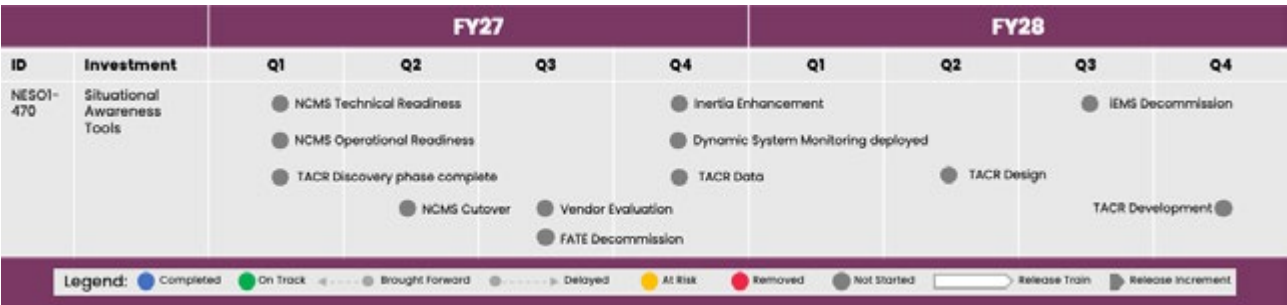 FY27 FY28
ID Investment Q1 Q2 Q3 Q4 Q1 Q2 Q3 Q4
NESO1-
470
Situational
Awareness
Tools
NCMS Technical Readiness Inertia Enhancement iEMS Decommission
NCMS Operational Readiness Dynamic System Monitoring deployed
TACR Discovery phase complete TACR Data TACR Design
NCMS Cutover Vendor Evaluation TACR Development
FATE Decommission
Legend: Completed On Track Brought Forward Delayed At Risk Removed Not Started Release Train Release Increment